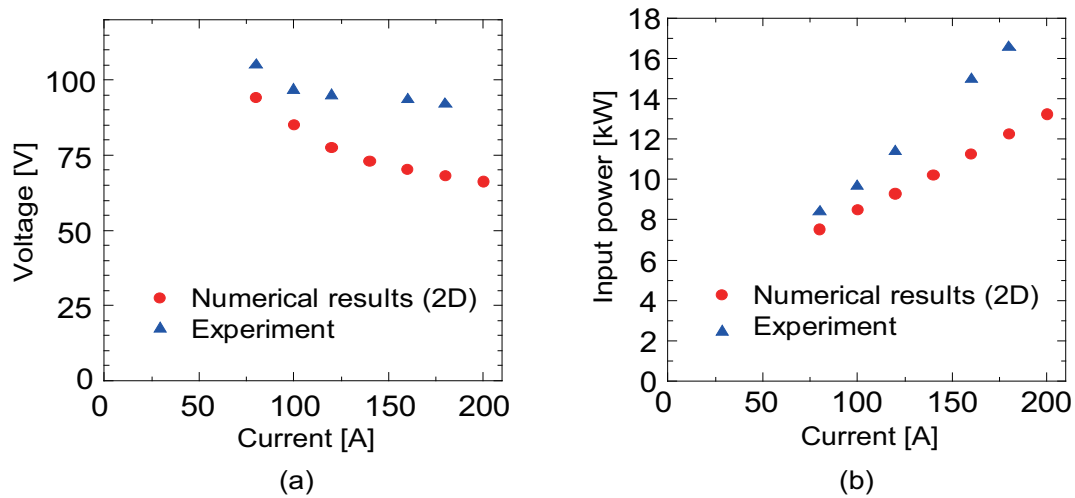 Voltage [V]
100
75
50
25
0
0
50
100
150
200
Current [A]
Numerical results (2D)
Experiment
(a)
Input power [kW]
18
16
14
12
10
8
6
4
2
0
0
50
100
150
200
Current [A]
Numerical results (2D)
Experiment
(b)